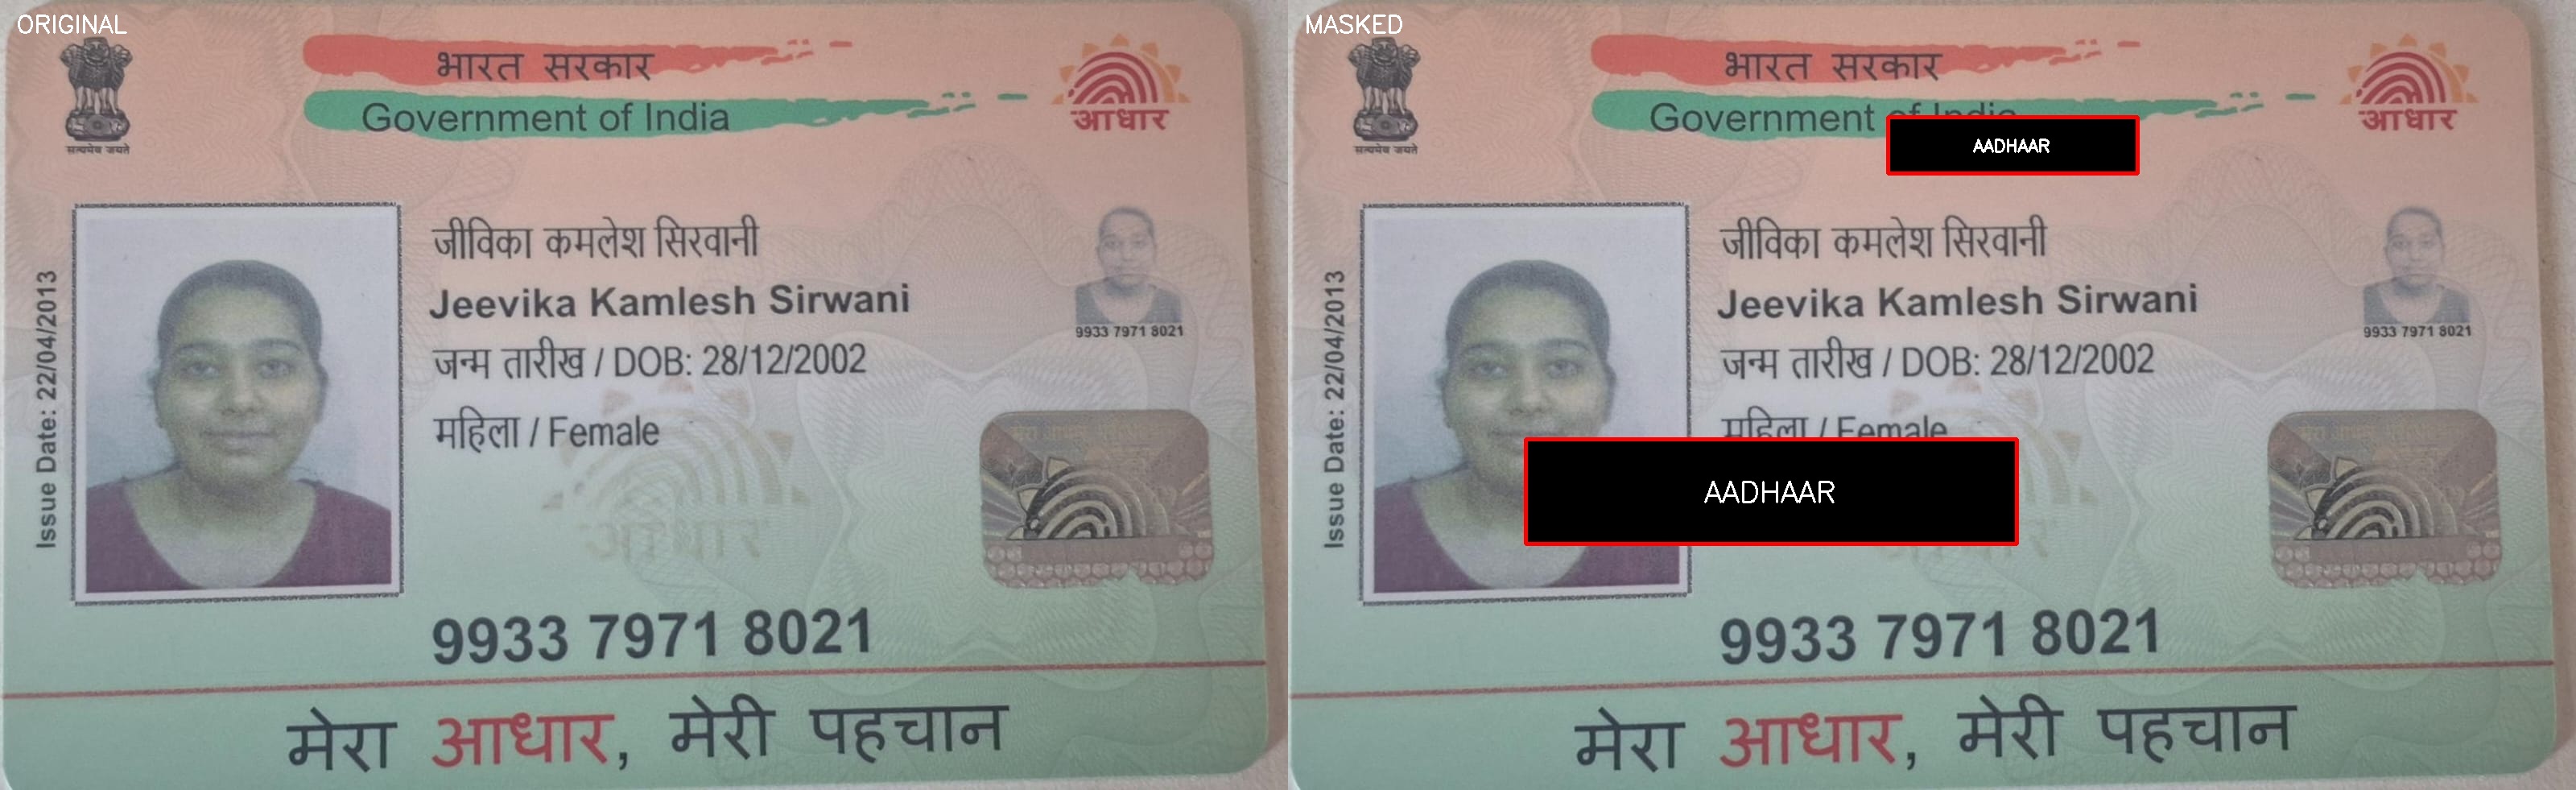 ORIGINAL
भारत सरकार
Government of India
सत्यमेव जयते
आधार
Issue Date: 22/04/2013
जीविका कमलेश सिरवानी
Jeevika Kamlesh Sirwani
जन्म तारीख / DOB: 28/12/2002
महिला / Female
9933 7971 8021
9933 7971 8021
मेरा आधार, मेरी पहचान
MASKED
भारत सरकार
Government of India
AADHAAR
सत्यमेव जयते
आधार
Issue Date: 22/04/2013
जीविका कमलेश सिरवानी
Jeevika Kamlesh Sirwani
जन्म तारीख / DOB: 28/12/2002
महिला / Female
9933 7971 8021
AADHAAR
9933 7971 8021
मेरा आधार, मेरी पहचान